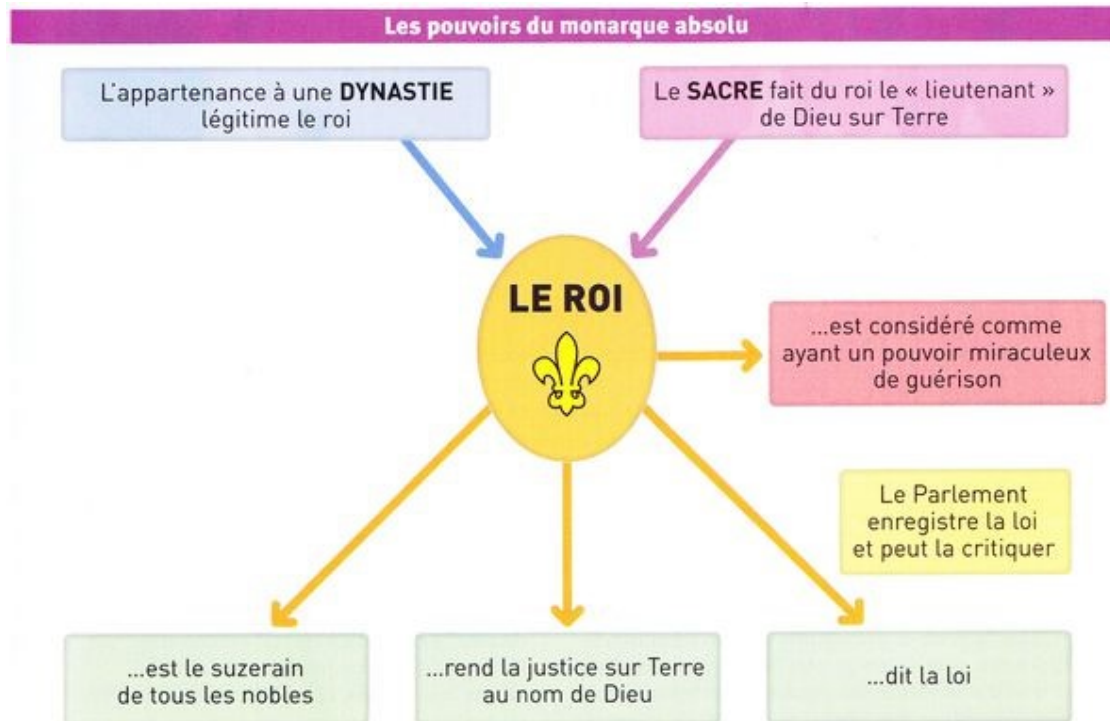 Les pouvoirs du monarque absolu
L'appartenance à une DYNASTIE
légitime le roi
Le SACRE fait du roi le « lieutenant »
de Dieu sur Terre
LE ROI
...est considéré comme
ayant un pouvoir miraculeux
de guérison
Le Parlement
enregistre la loi
et peut la critiquer
...est le suzerain
de tous les nobles
...rend la justice sur Terre
au nom de Dieu
...dit la loi